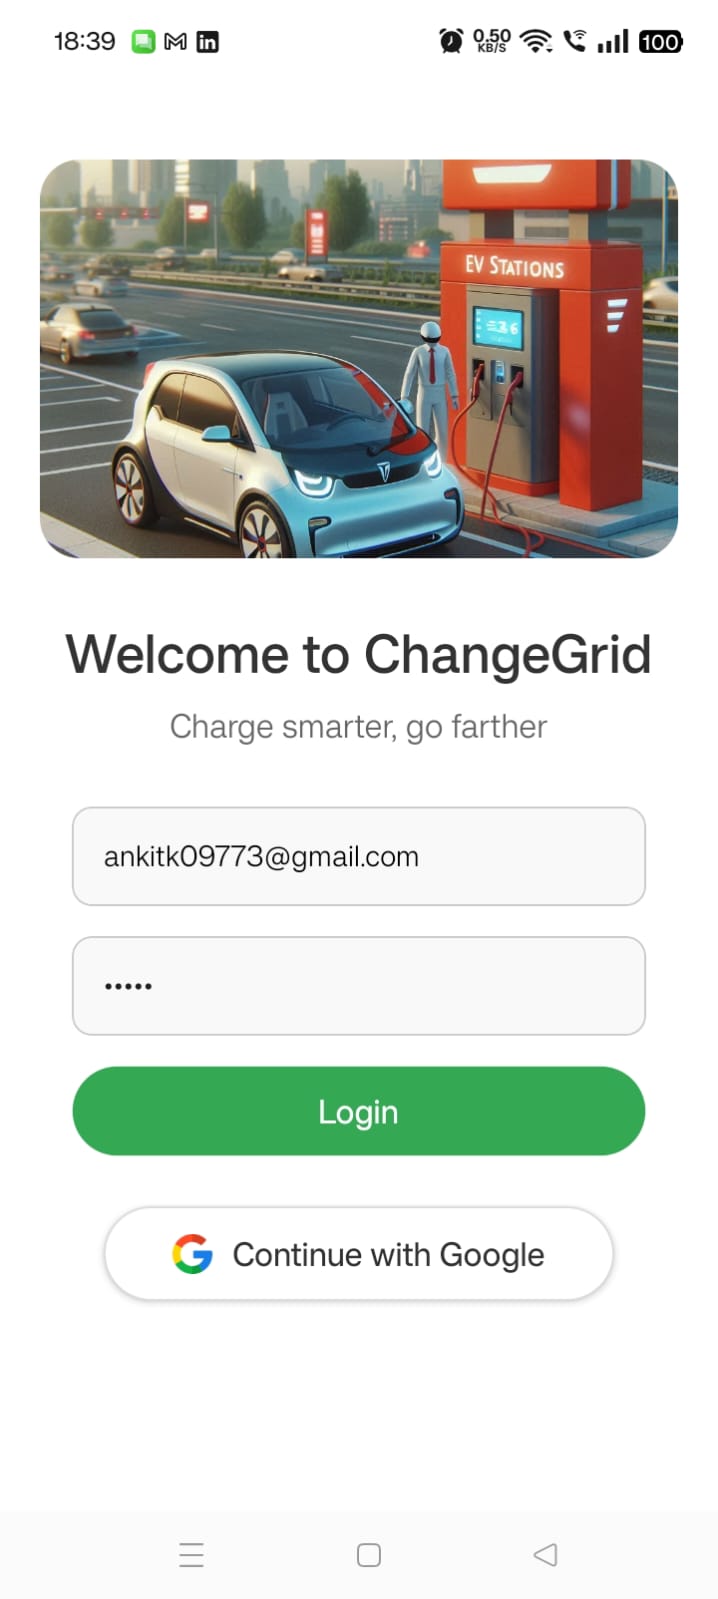 18:39
0.50
KB/S
100
EV STATIONS
Welcome to ChangeGrid
Charge smarter, go farther
ankitk09773@gmail.com
•••••
Login
Continue with Google